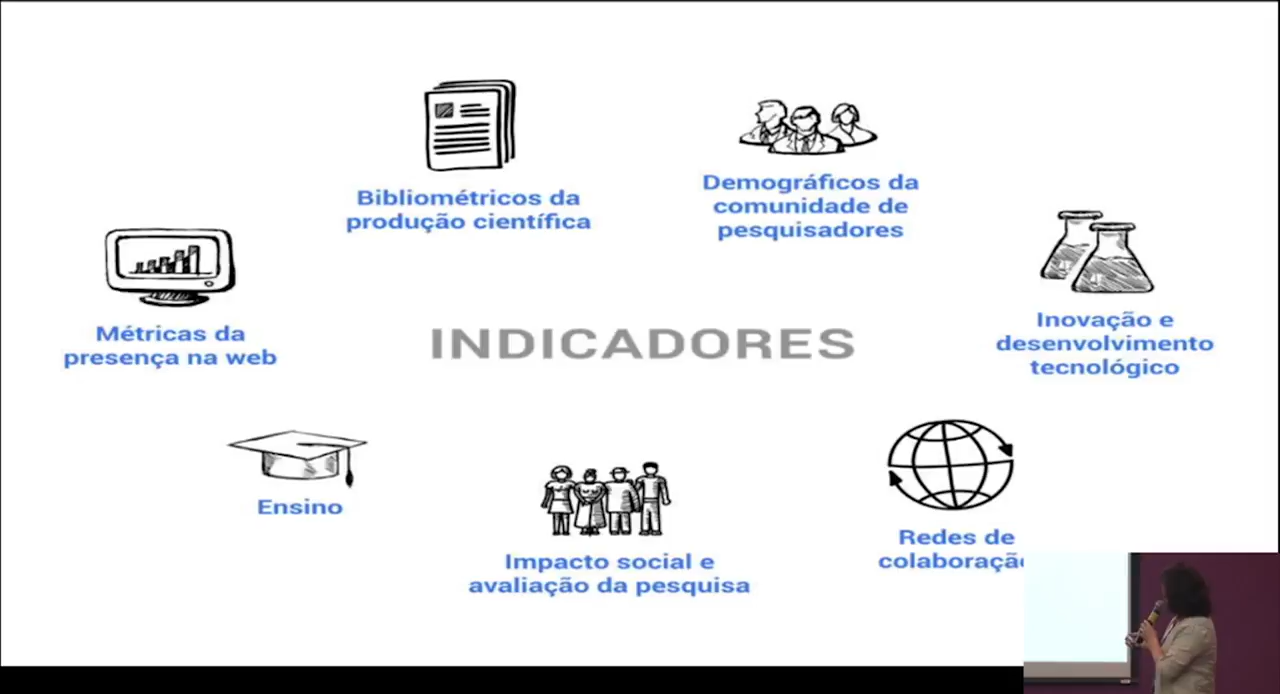 Bibliométricos da
produção científica
Demográficos da
comunidade de
pesquisadores
Métricas da
presença na web
INDICADORES
Inovação e
desenvolvimento
tecnológico
Ensino
Impacto social e
avaliação da pesquisa
Redes de
colaboraçã